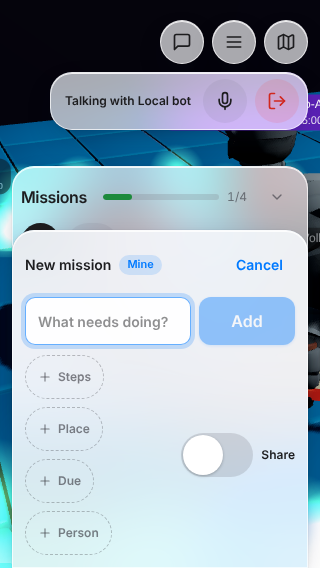 Talking with Local bot
Missions
1/4
New mission
Mine
Cancel
What needs doing?
Add
+ Steps
+ Place
+ Due
+ Person
Share